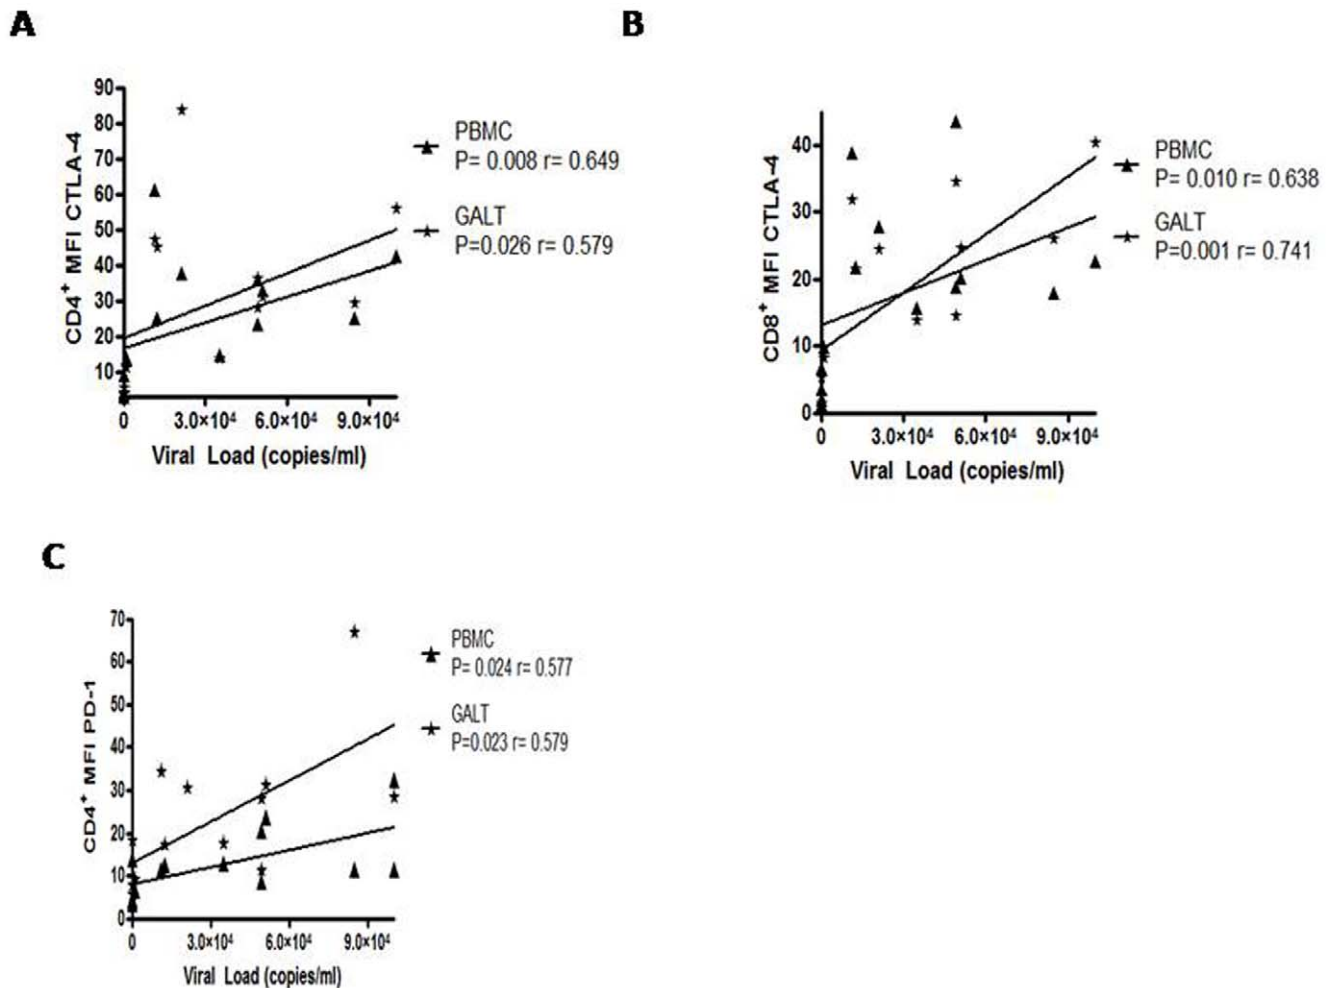 A
CD4⁺ MFI CTLA-4
90
80
70
60
50
40
30
20
10
0 3.0×10⁴ 6.0×10⁴ 9.0×10⁴
Viral Load (copies/ml)
PBMC
P= 0.008 r= 0.649
GALT
P=0.026 r= 0.579
B
CD8⁺ MFI CTLA-4
40
30
20
10
0
0 3.0×10⁴ 6.0×10⁴ 9.0×10⁴
Viral Load (copies/ml)
PBMC
P= 0.010 r= 0.638
GALT
P=0.001 r= 0.741
C
CD4⁺ MFI PD-1
70
60
50
40
30
20
10
0
0 3.0×10⁴ 6.0×10⁴ 9.0×10⁴
Viral Load (copies/ml)
PBMC
P= 0.024 r= 0.577
GALT
P=0.023 r= 0.579